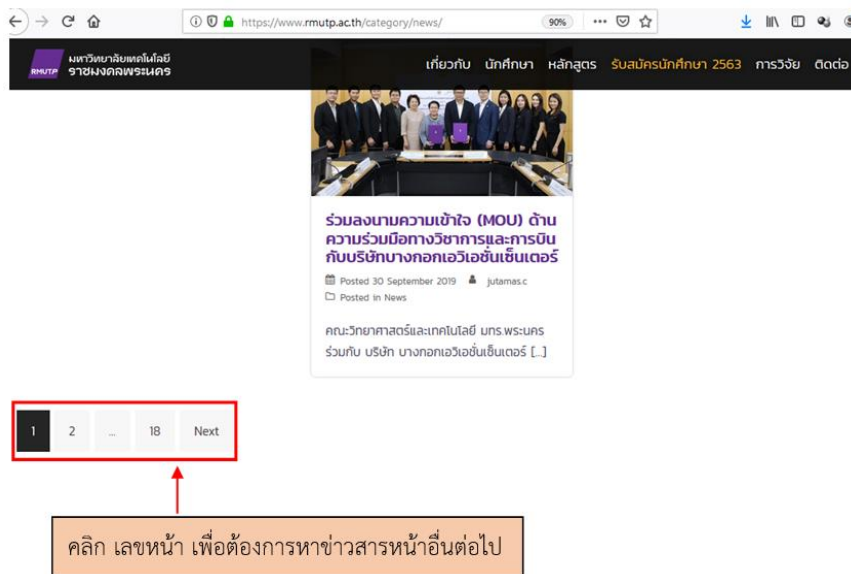 https://www.rmutp.ac.th/category/news/
90%
RMUTP
มหาวิทยาลัยเทคโนโลยี
ราชมงคลพระนคร
เกี่ยวกับ นักศึกษา หลักสูตร รับสมัครนักศึกษา 2563 การวิจัย ติดต่อ
ร่วมลงนามความเข้าใจ (MOU) ด้าน
ความร่วมมือทางวิชาการและการบิน
กับบริษัทบางกอกเอวิเอชั่นเซ็นเตอร์
Posted 30 September 2019 jutamas.c
Posted in News
คณะวิทยาศาสตร์และเทคโนโลยี มทร.พระนคร
ร่วมกับ บริษัท บางกอกเอวิเอชั่นเซ็นเตอร์ [...]
1 2 ... 18 Next
คลิก เลขหน้า เพื่อต้องการหาข่าวสารหน้าอื่นต่อไป